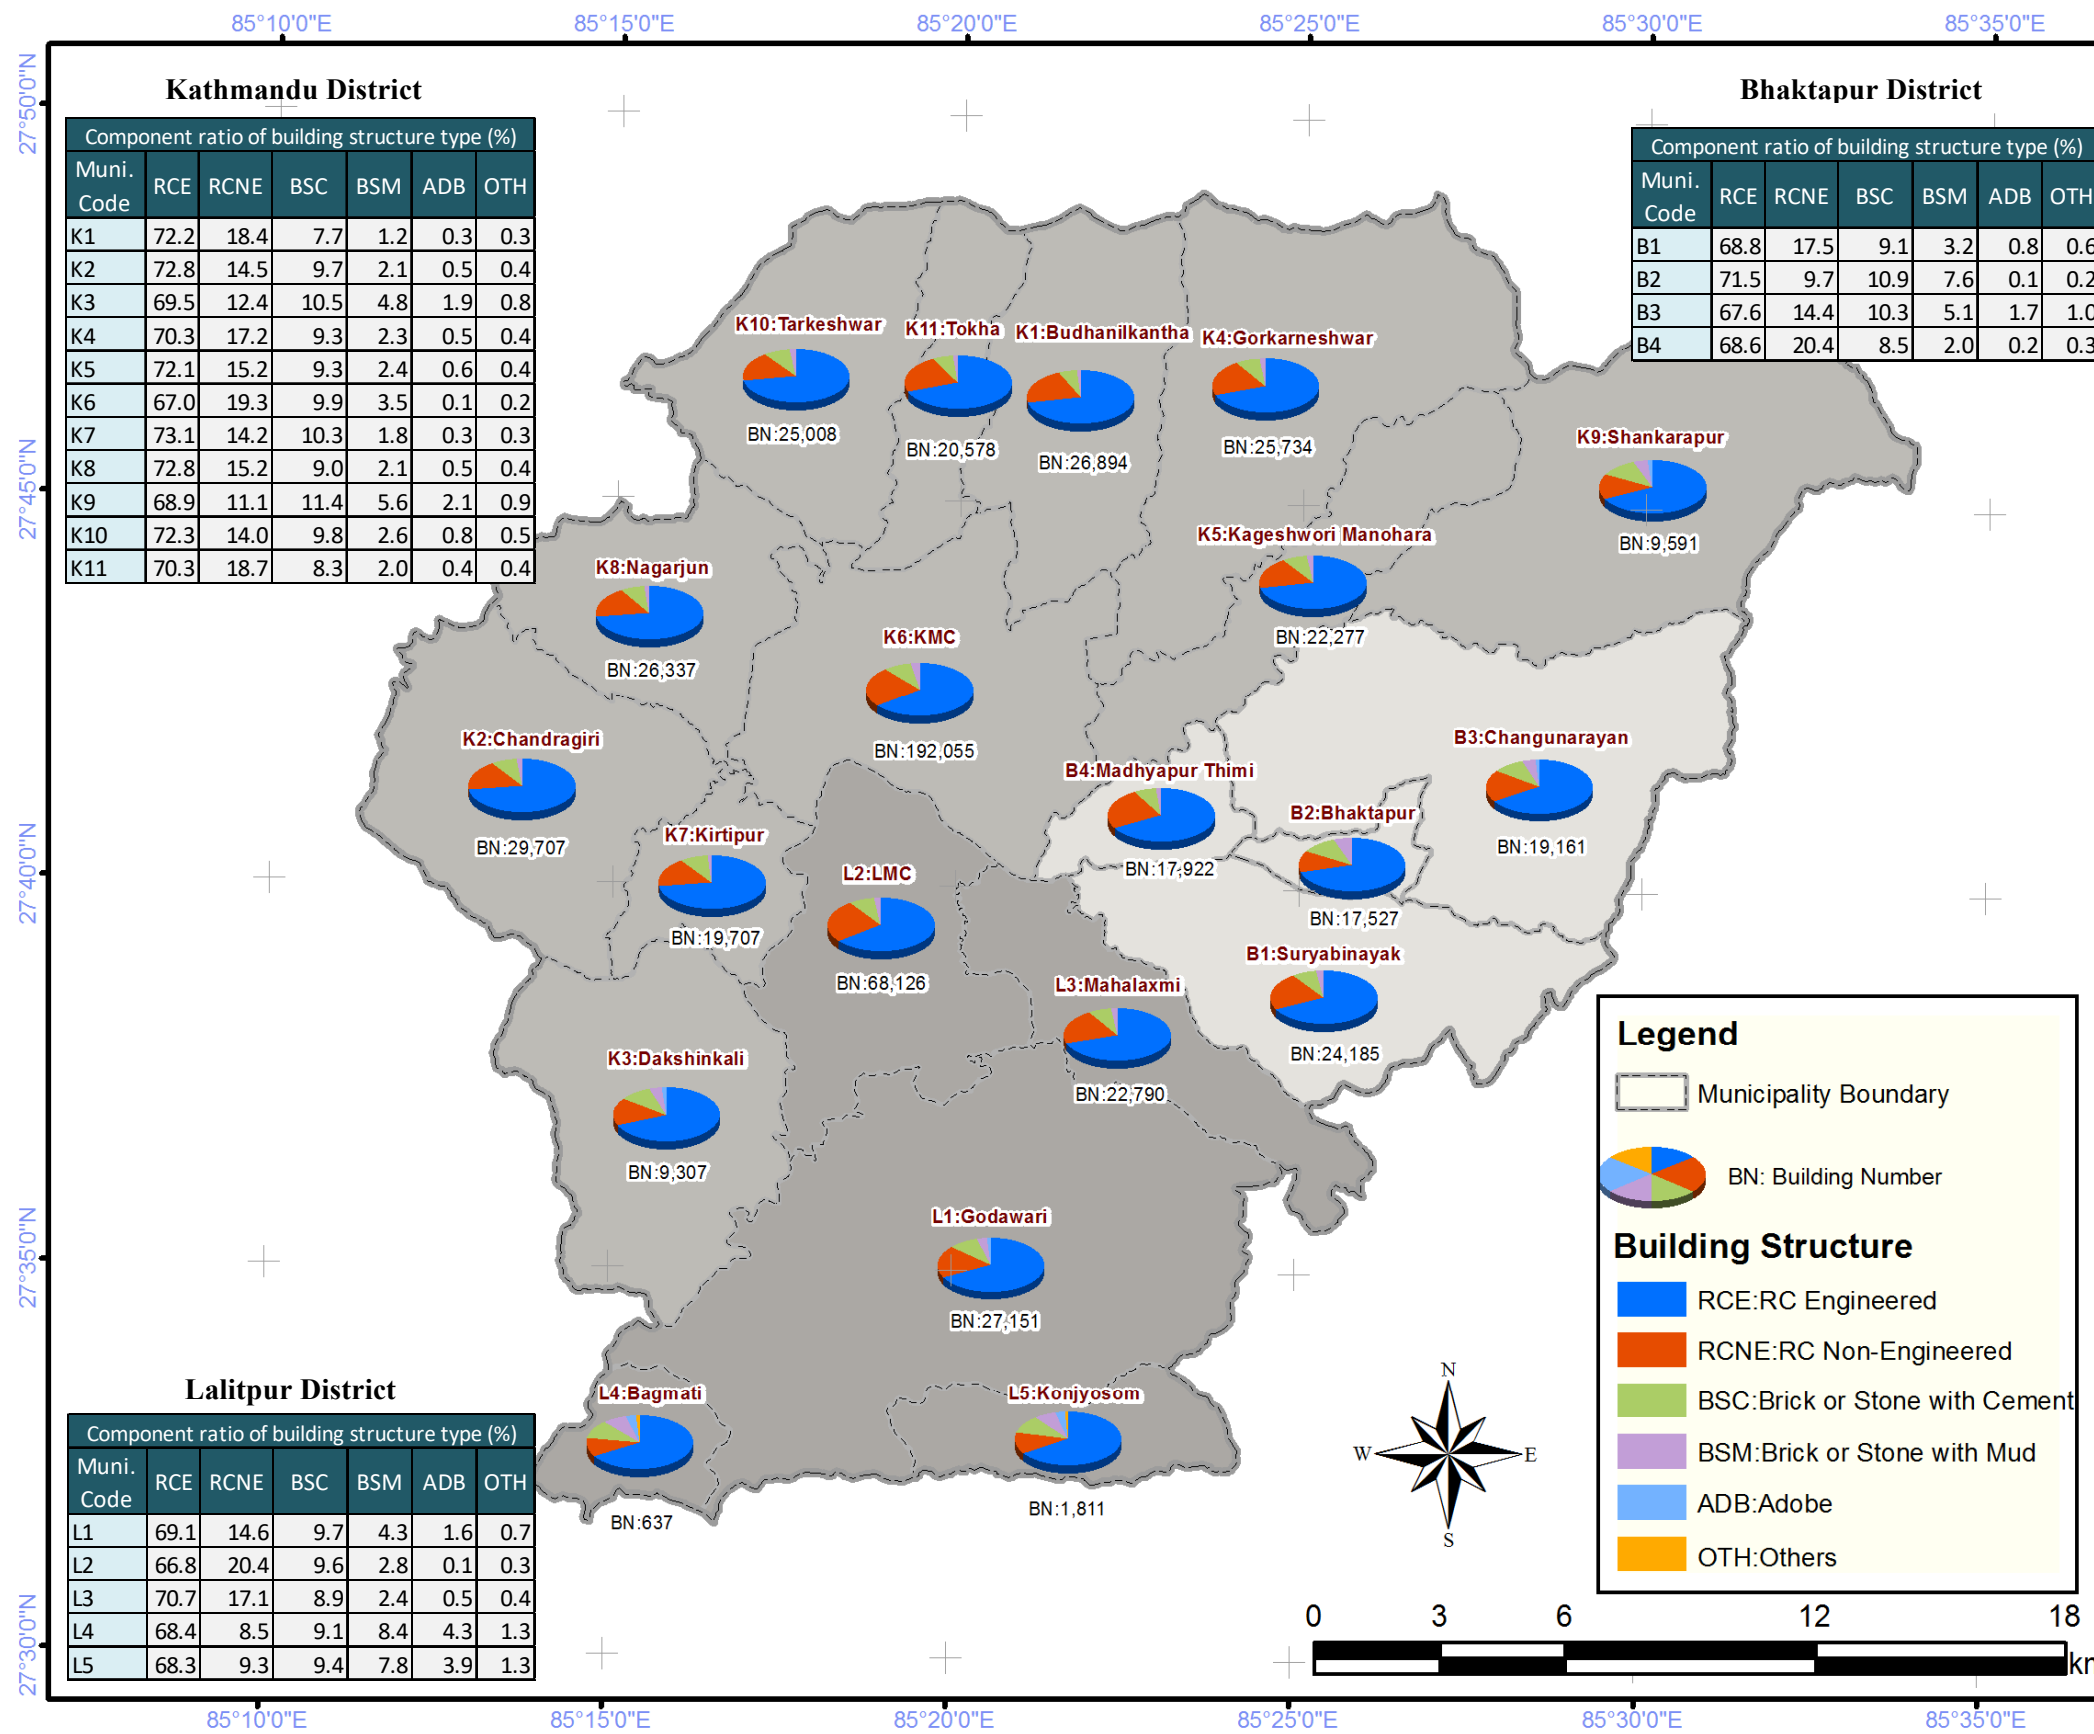 85°10'0"E 85°15'0"E 85°20'0"E 85°25'0"E 85°30'0"E 85°35'0"E
27°50'0"N
27°45'0"N
27°40'0"N
27°35'0"N
27°30'0"N
Kathmandu District
Component ratio of building structure type (%)
Muni. Code RCE RCNE BSC BSM ADB OTH
K1 72.2 18.4 7.7 1.2 0.3 0.3
K2 72.8 14.5 9.7 2.1 0.5 0.4
K3 69.5 12.4 10.5 4.8 1.9 0.8
K4 70.3 17.2 9.3 2.3 0.5 0.4
K5 72.1 15.2 9.3 2.4 0.6 0.4
K6 67.0 19.3 9.9 3.5 0.1 0.2
K7 73.1 14.2 10.3 1.8 0.3 0.3
K8 72.8 15.2 9.0 2.1 0.5 0.4
K9 68.9 11.1 11.4 5.6 2.1 0.9
K10 72.3 14.0 9.8 2.6 0.8 0.5
K11 70.3 18.7 8.3 2.0 0.4 0.4
Bhaktapur District
Component ratio of building structure type (%)
Muni. Code RCE RCNE BSC BSM ADB OTH
B1 68.8 17.5 9.1 3.2 0.8 0.6
B2 71.5 9.7 10.9 7.6 0.1 0.2
B3 67.6 14.4 10.3 5.1 1.7 1.0
B4 68.6 20.4 8.5 2.0 0.2 0.3
K10:Tarkeshwar
BN:25,008
K11:Tokha
BN:20,578
K1:Budhanilkantha
BN:26,894
K4:Gorkarneshwar
BN:25,734
K9:Shankarapur
BN:9,591
K5:Kageshwori Manohara
BN:22,277
K8:Nagarjun
BN:26,337
K6:KMC
BN:192,055
K2:Chandragiri
BN:29,707
B3:Changunarayan
BN:19,161
B4:Madhyapur Thimi
BN:17,922
B2:Bhaktapur
BN:17,527
K7:Kirtipur
BN:19,707
L2:LMC
BN:68,126
B1:Suryabinayak
BN:24,185
L3:Mahalaxmi
BN:22,790
K3:Dakshinkali
BN:9,307
L1:Godawari
BN:27,151
L4:Bagmati
BN:637
L5:Konjyosom
BN:1,811
Lalitpur District
Component ratio of building structure type (%)
Muni. Code RCE RCNE BSC BSM ADB OTH
L1 69.1 14.6 9.7 4.3 1.6 0.7
L2 66.8 20.4 9.6 2.8 0.1 0.3
L3 70.7 17.1 8.9 2.4 0.5 0.4
L4 68.4 8.5 9.1 8.4 4.3 1.3
L5 68.3 9.3 9.4 7.8 3.9 1.3
Legend
Municipality Boundary
BN: Building Number
Building Structure
RCE:RC Engineered
RCNE:RC Non-Engineered
BSC:Brick or Stone with Cement
BSM:Brick or Stone with Mud
ADB:Adobe
OTH:Others
N
W E
S
0 3 6 12 18
85°10'0"E 85°15'0"E 85°20'0"E 85°25'0"E 85°30'0"E 85°35'0"E